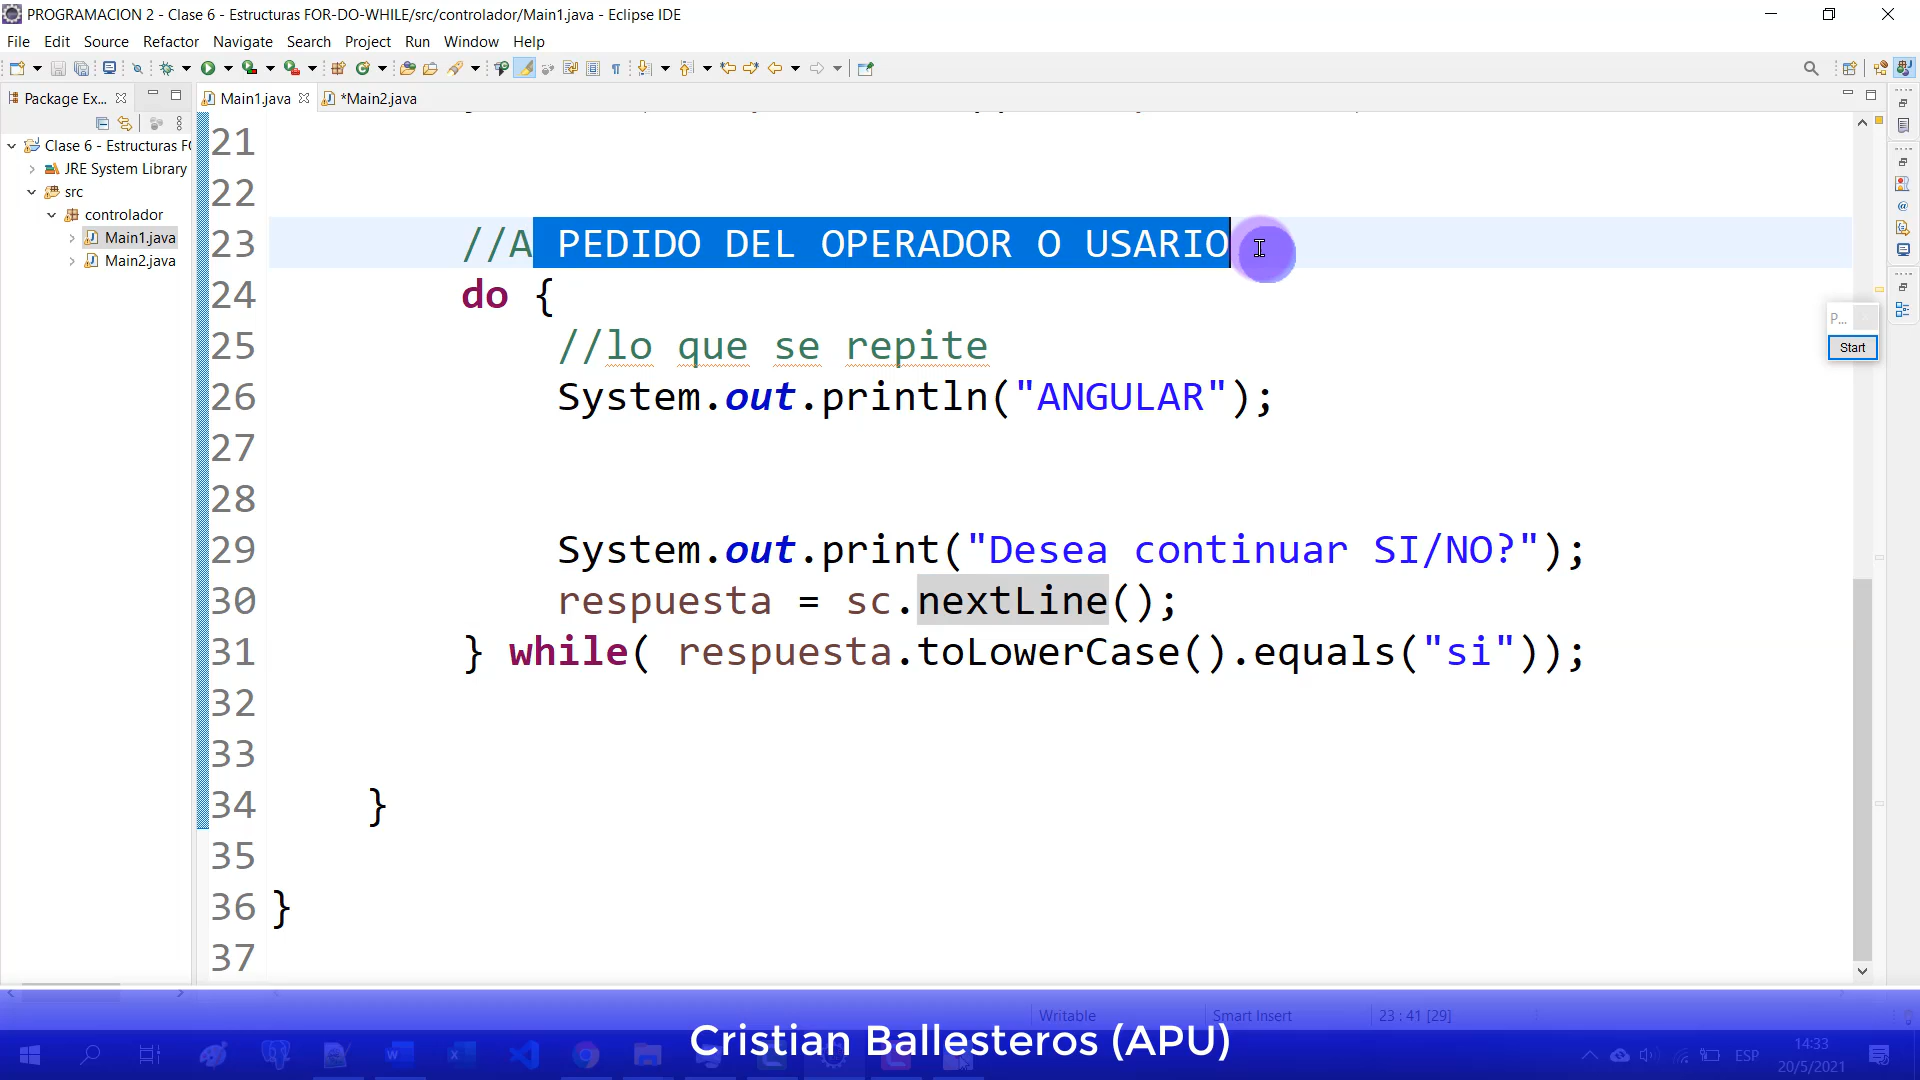 PROGRAMACION 2 - Clase 6 - Estructuras FOR-DO-WHILE/src/controlador/Main1.java - Eclipse IDE
File Edit Source Refactor Navigate Search Project Run Window Help
Package Ex...
Main1.java
*Main2.java
Clase 6 - Estructuras FO
JRE System Library
src
controlador
Main1.java
Main2.java
21
22
23 //A PEDIDO DEL OPERADOR O USARIO
24 do {
25 //lo que se repite
26 System.out.println("ANGULAR");
27
28
29 System.out.print("Desea continuar SI/NO?");
30 respuesta = sc.nextLine();
31 } while( respuesta.toLowerCase().equals("si"));
32
33
34 }
35
36 }
37
P...
Start
Writable
Smart Insert
23 : 41 [29]
Cristian Ballesteros (APU)
ESP
14:33
20/5/2021